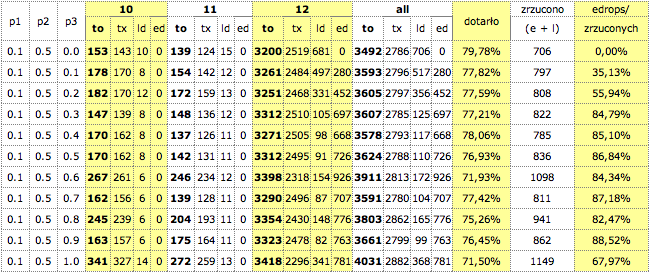 10 11 12 all zrzucono edrops/
p1 p2 p3 to tx ld ed to tx ld ed to tx ld ed to tx ld ed dotarło (e + l) zrzuconych
0.1 0.5 0.0 153 143 10 0 139 124 15 0 3200 2519 681 0 3492 2786 706 0 79,78% 706 0,00%
0.1 0.5 0.1 178 170 8 0 154 142 12 0 3261 2484 497 280 3593 2796 517 280 77,82% 797 35,13%
0.1 0.5 0.2 182 170 12 0 172 159 13 0 3251 2468 331 452 3605 2797 356 452 77,59% 808 55,94%
0.1 0.5 0.3 147 139 8 0 148 136 12 0 3312 2510 105 697 3607 2785 125 697 77,21% 822 84,79%
0.1 0.5 0.4 170 162 8 0 137 126 11 0 3271 2505 98 668 3578 2793 117 668 78,06% 785 85,10%
0.1 0.5 0.5 170 162 8 0 142 131 11 0 3312 2495 91 726 3624 2788 110 726 76,93% 836 86,84%
0.1 0.5 0.6 267 261 6 0 246 234 12 0 3398 2318 154 926 3911 2813 172 926 71,93% 1098 84,34%
0.1 0.5 0.7 162 156 6 0 139 128 11 0 3290 2496 87 707 3591 2780 104 707 77,42% 811 87,18%
0.1 0.5 0.8 245 239 6 0 204 193 11 0 3354 2430 148 776 3803 2862 165 776 75,26% 941 82,47%
0.1 0.5 0.9 163 157 6 0 175 164 11 0 3323 2478 82 763 3661 2799 99 763 76,45% 862 88,52%
0.1 0.5 1.0 341 327 14 0 272 259 13 0 3418 2296 341 781 4031 2882 368 781 71,50% 1149 67,97%